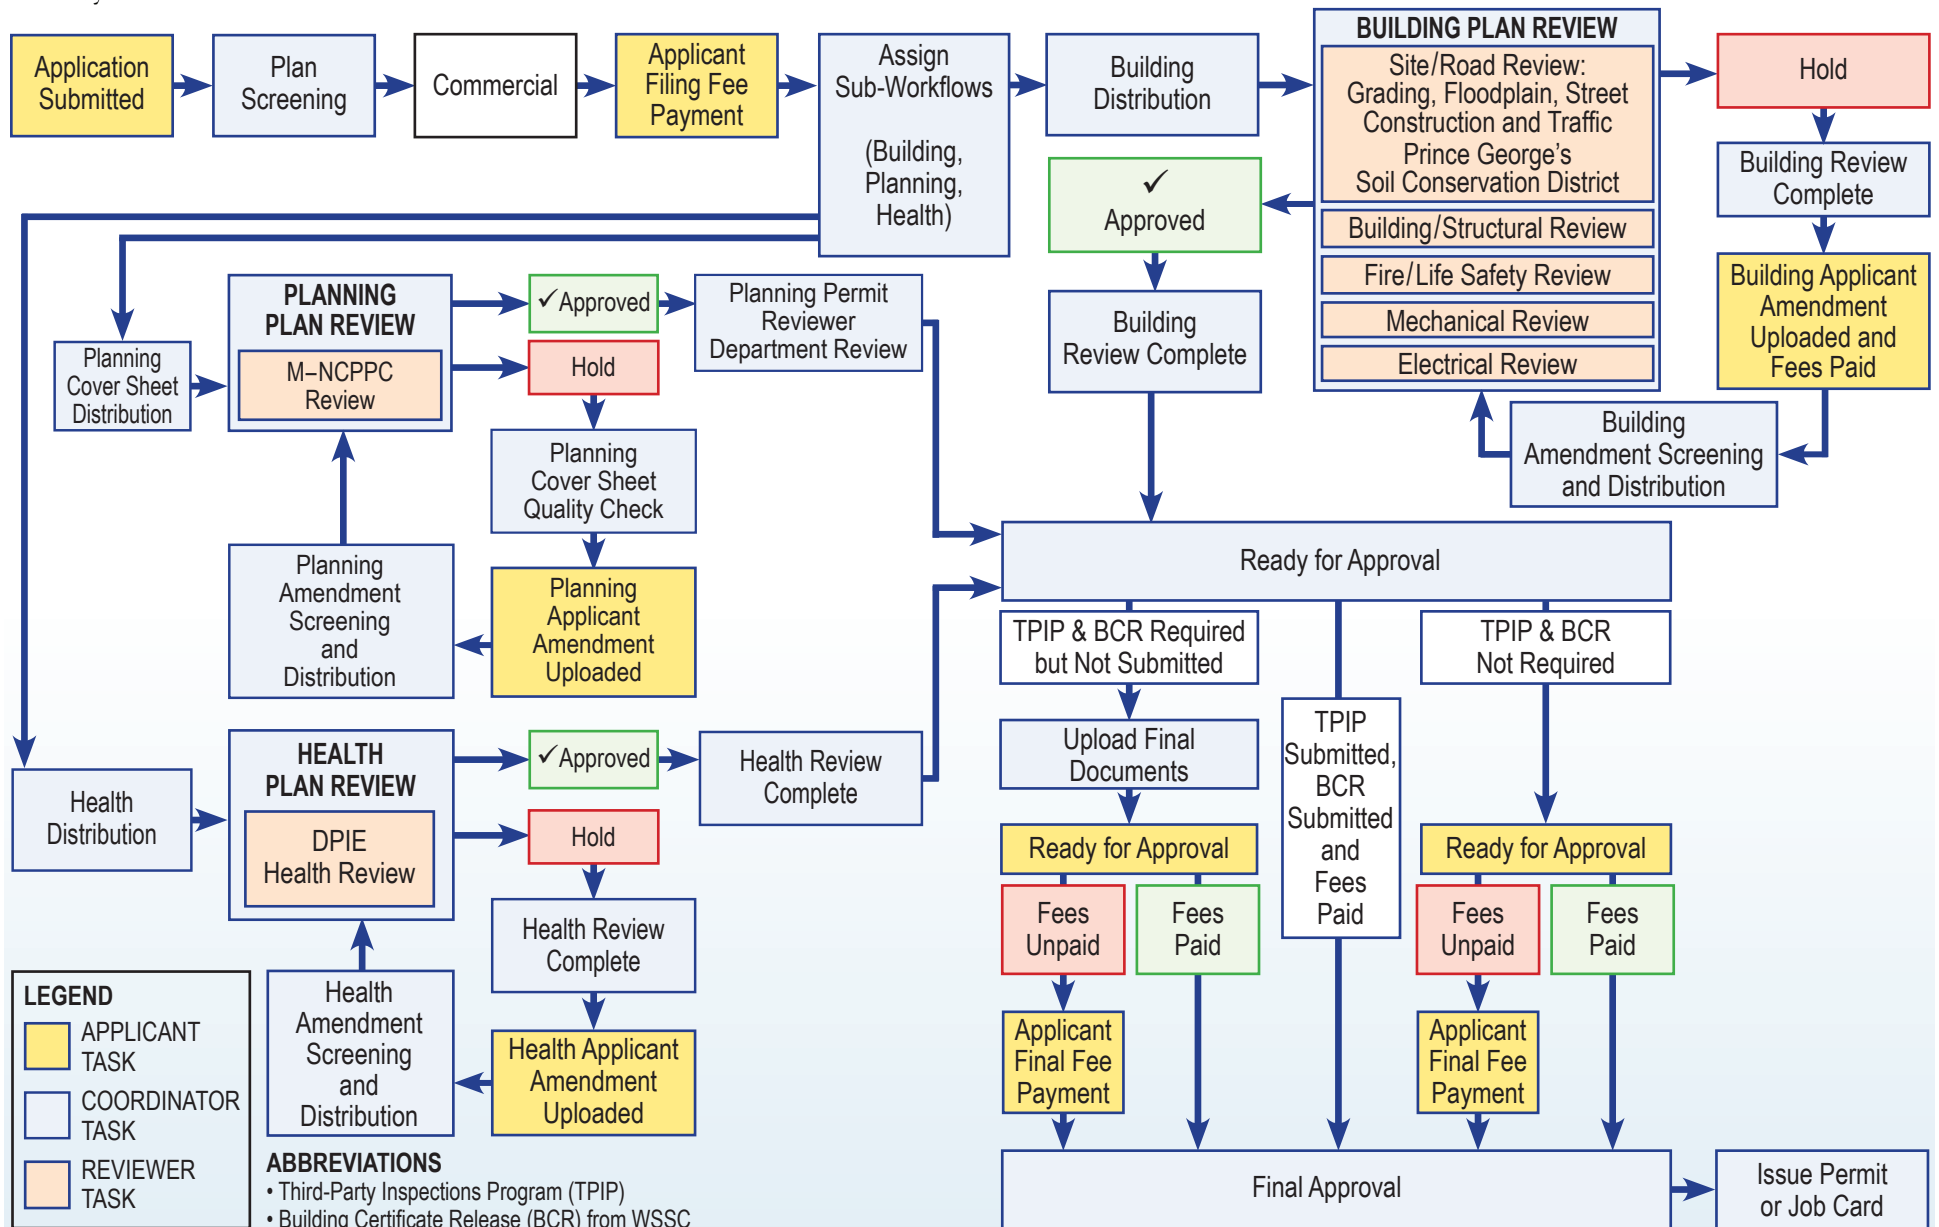 Application
Submitted
Plan
Screening
Commercial
Applicant
Filing Fee
Payment
Assign
Sub-Workflows
(Building,
Planning,
Health)
Building
Distribution
BUILDING PLAN REVIEW
Site/Road Review:
Grading, Floodplain, Street
Construction and Traffic
Prince George's
Soil Conservation District
Building/Structural Review
Fire/Life Safety Review
Mechanical Review
Electrical Review
Hold
Building Review
Complete
Building Applicant
Amendment
Uploaded and
Fees Paid
Building
Amendment Screening
and Distribution
✓
Approved
Building
Review Complete
Planning
Cover Sheet
Distribution
PLANNING
PLAN REVIEW
M–NCPPC
Review
✓Approved
Planning Permit
Reviewer
Department Review
Hold
Planning
Cover Sheet
Quality Check
Planning
Applicant
Amendment
Uploaded
Planning
Amendment
Screening
and
Distribution
Health
Distribution
HEALTH
PLAN REVIEW
DPIE
Health Review
✓Approved
Health Review
Complete
Hold
Health Review
Complete
Health Applicant
Amendment
Uploaded
Health
Amendment
Screening
and
Distribution
Ready for Approval
TPIP & BCR Required
but Not Submitted
Upload Final
Documents
Ready for Approval
Fees
Unpaid
Fees
Paid
Applicant
Final Fee
Payment
TPIP
Submitted,
BCR
Submitted
and
Fees
Paid
TPIP & BCR
Not Required
Ready for Approval
Fees
Unpaid
Fees
Paid
Applicant
Final Fee
Payment
Final Approval
Issue Permit
or Job Card
LEGEND
APPLICANT
TASK
COORDINATOR
TASK
REVIEWER
TASK
ABBREVIATIONS
• Third-Party Inspections Program (TPIP)
• Building Certificate Release (BCR) from WSSC